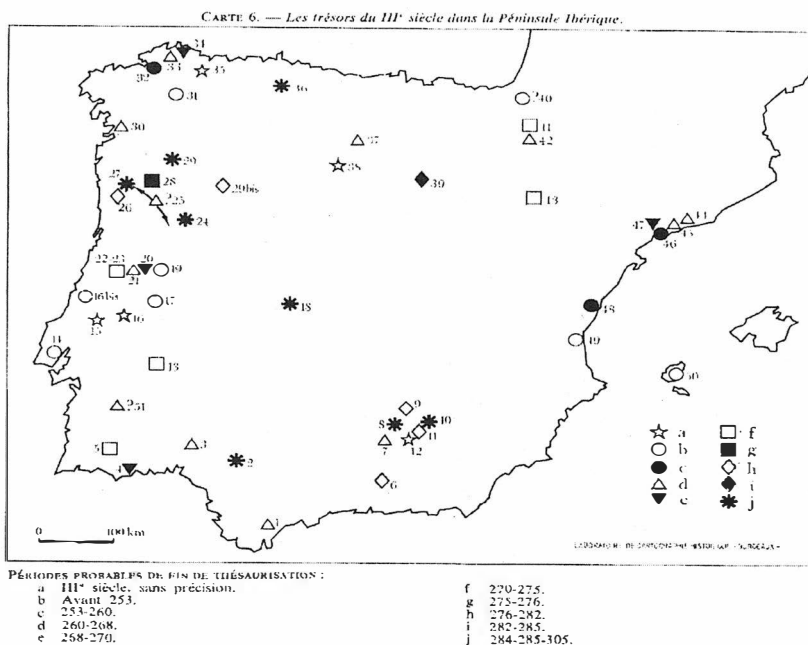 CARTE 6. — Les trésors du IIIe siècle dans la Péninsule Ibérique.
34
33
35
32
36
31
?40
41
30
37
42
29
38
27
28
29bis
39
26
?25
43
24
44
47
45
46
22-23
20
19
21
16bis
17
18
48
16
15
49
14
13
50
?51
9
8
10
11
5
3
7
12
4
2
6
1
a f
b g
c h
d i
e j
0 100 km
LABORATOIRE DE CARTOGRAPHIE HISTORIQUE - BORDEAUX -
PÉRIODES PROBABLES DE FIN DE THÉSAURISATION :
a IIIe siècle, sans précision.
b Avant 253.
c 253-260.
d 260-268.
e 268-270.
f 270-275.
g 275-276.
h 276-282.
i 282-285.
j 284-285-305.